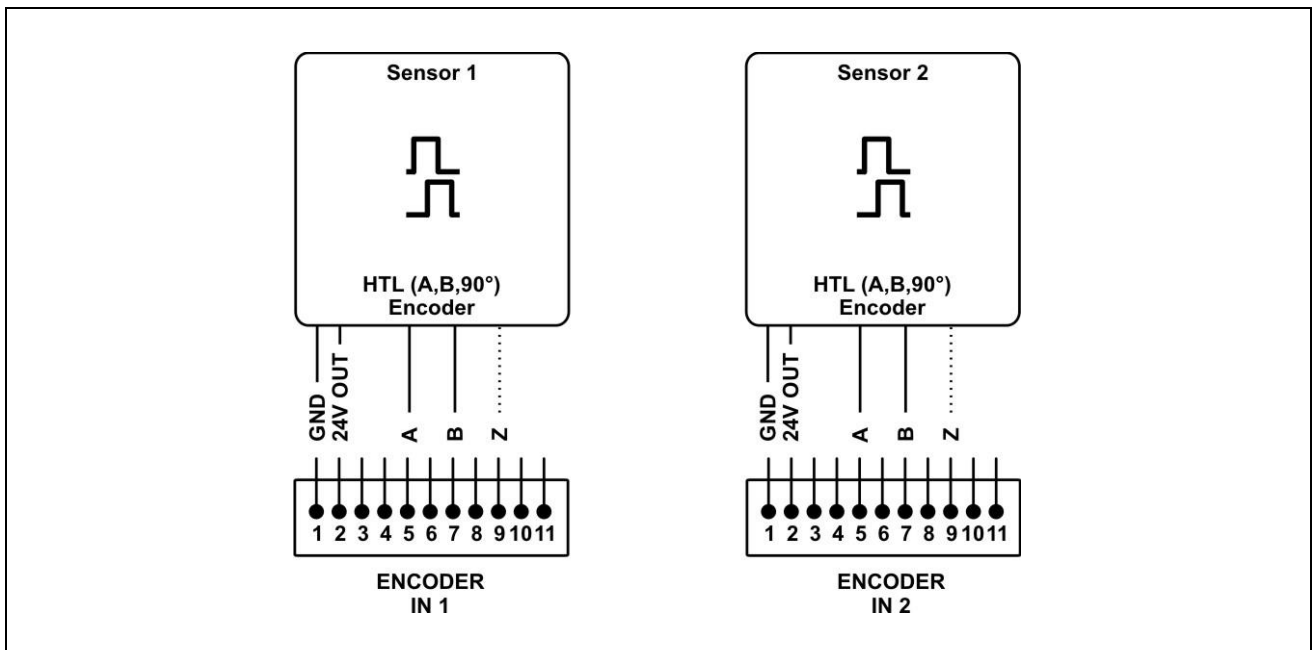 Sensor 1
HTL (A,B,90°)
Encoder
GND
24V OUT
A
B
Z
1 2 3 4 5 6 7 8 9 10 11
ENCODER
IN 1
Sensor 2
HTL (A,B,90°)
Encoder
GND
24V OUT
A
B
Z
1 2 3 4 5 6 7 8 9 10 11
ENCODER
IN 2